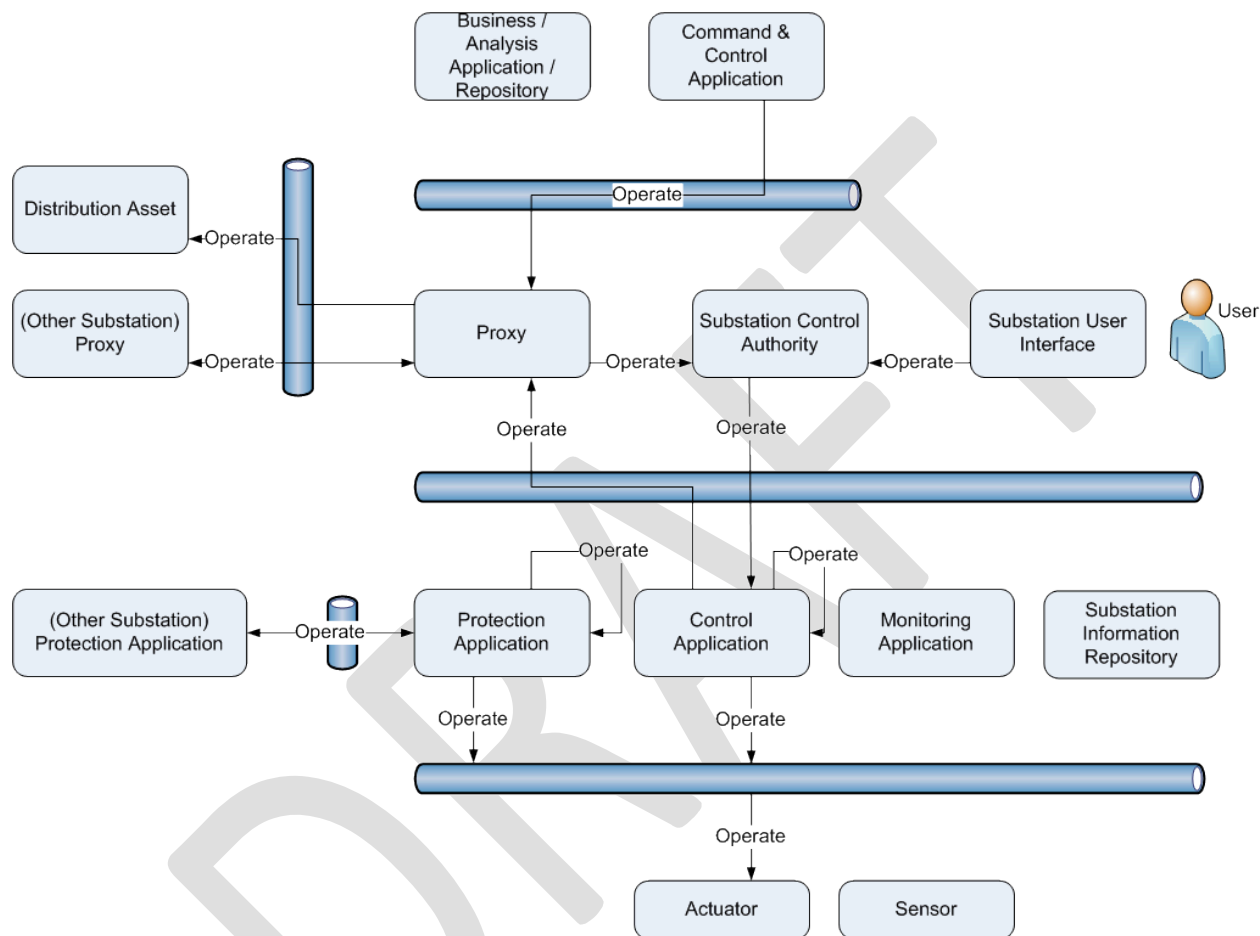 Business /
Analysis
Application /
Repository
Command &
Control
Application
Operate
Distribution Asset
Operate
(Other Substation)
Proxy
Operate
Proxy
Operate
Substation Control
Authority
Operate
Substation User
Interface
User
Operate
Operate
Operate
Operate
(Other Substation)
Protection Application
Operate
Protection
Application
Control
Application
Monitoring
Application
Substation
Information
Repository
Operate
Operate
Operate
Actuator
Sensor
DRAFT